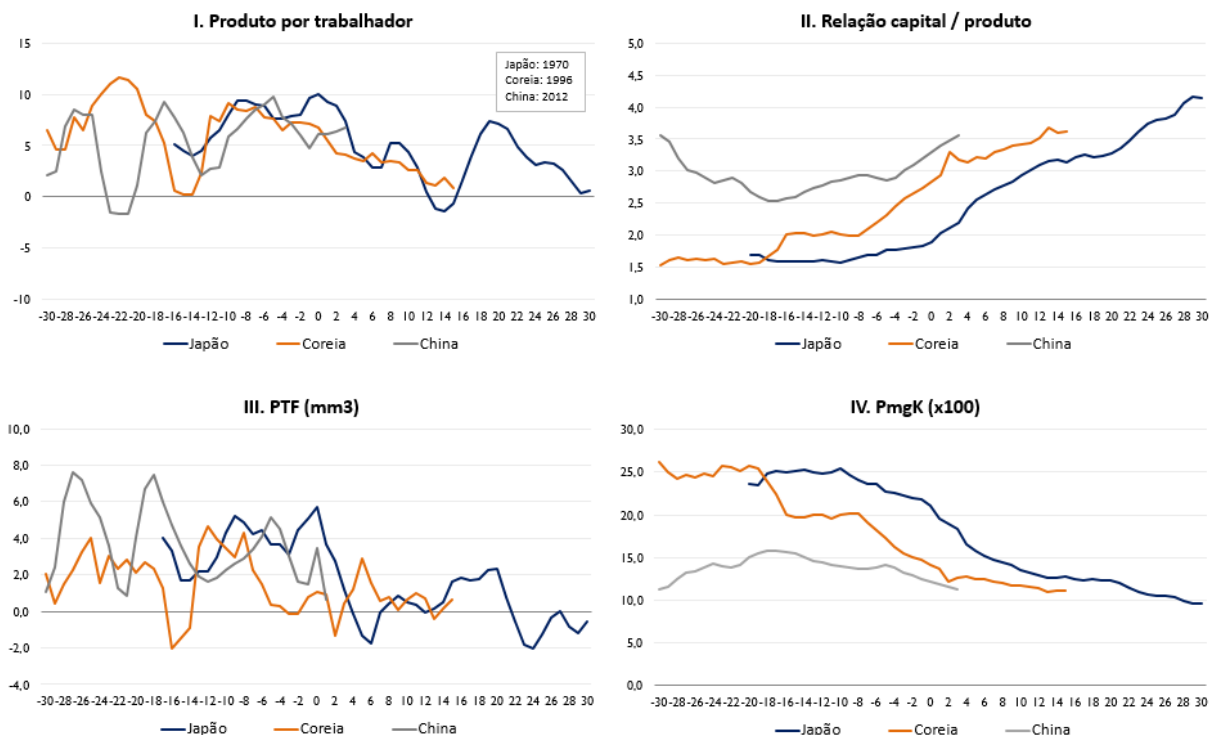 I. Produto por trabalhador
15
10
5
0
-5
-10
Japão: 1970
Coreia: 1996
China: 2012
-30 -28 -26 -24 -22 -20 -18 -16 -14 -12 -10 -8 -6 -4 -2 0 2 4 6 8 10 12 14 16 18 20 22 24 26 28 30
Japão Coreia China
II. Relação capital / produto
5,0
4,5
4,0
3,5
3,0
2,5
2,0
1,5
1,0
-30 -28 -26 -24 -22 -20 -18 -16 -14 -12 -10 -8 -6 -4 -2 0 2 4 6 8 10 12 14 16 18 20 22 24 26 28 30
Japão Coreia China
III. PTF (mm3)
10,0
8,0
6,0
4,0
2,0
0,0
-2,0
-4,0
-30 -28 -26 -24 -22 -20 -18 -16 -14 -12 -10 -8 -6 -4 -2 0 2 4 6 8 10 12 14 16 18 20 22 24 26 28 30
Japão Coreia China
IV. PmgK (x100)
30,0
25,0
20,0
15,0
10,0
5,0
0,0
-30 -28 -26 -24 -22 -20 -18 -16 -14 -12 -10 -8 -6 -4 -2 0 2 4 6 8 10 12 14 16 18 20 22 24 26 28 30
Japão Coreia China